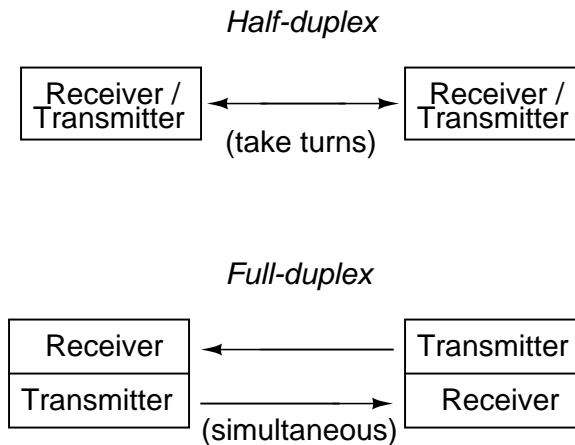 Half-duplex
Receiver /
Transmitter
Receiver /
Transmitter
(take turns)
Full-duplex
Receiver
Transmitter
Transmitter
Receiver
(simultaneous)